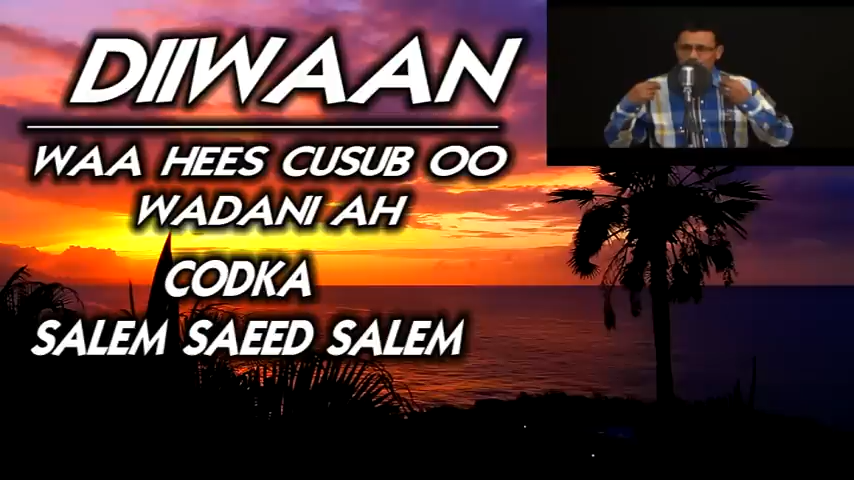 DIIWAAN
WAA HEES CUSUB OO
WADANI AH
CODKA
SALEM SAEED SALEM